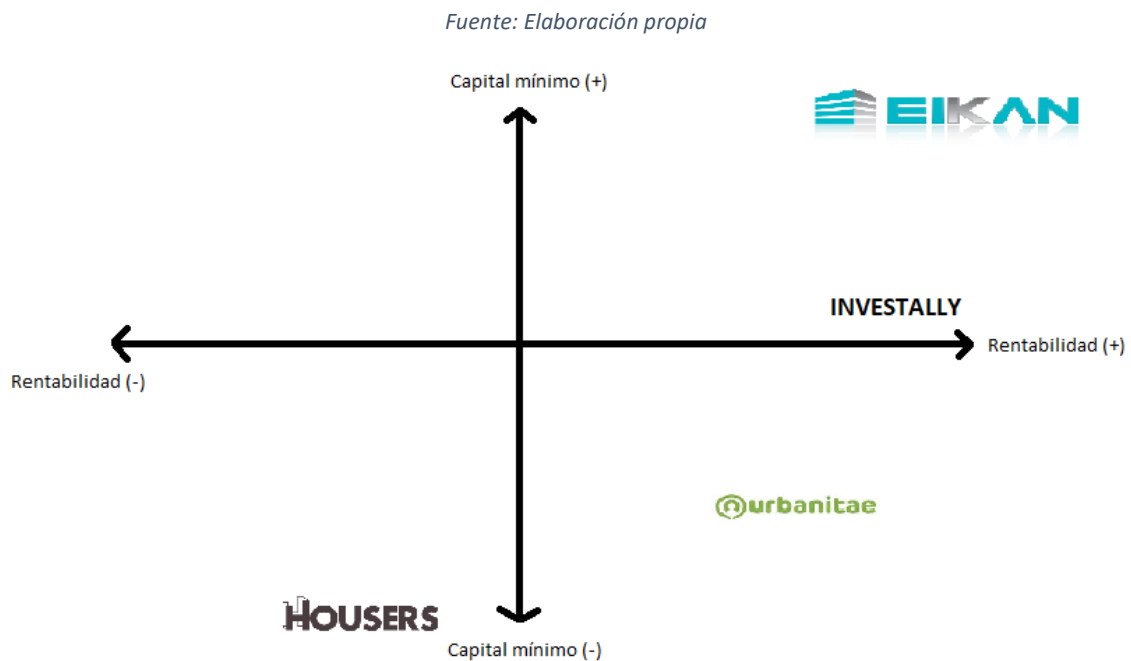 Fuente: Elaboración propia
Capital mínimo (+)
EIKAN
INVESTALLY
Rentabilidad (+)
Rentabilidad (-)
urbanitae
HOUSERS
Capital mínimo (-)